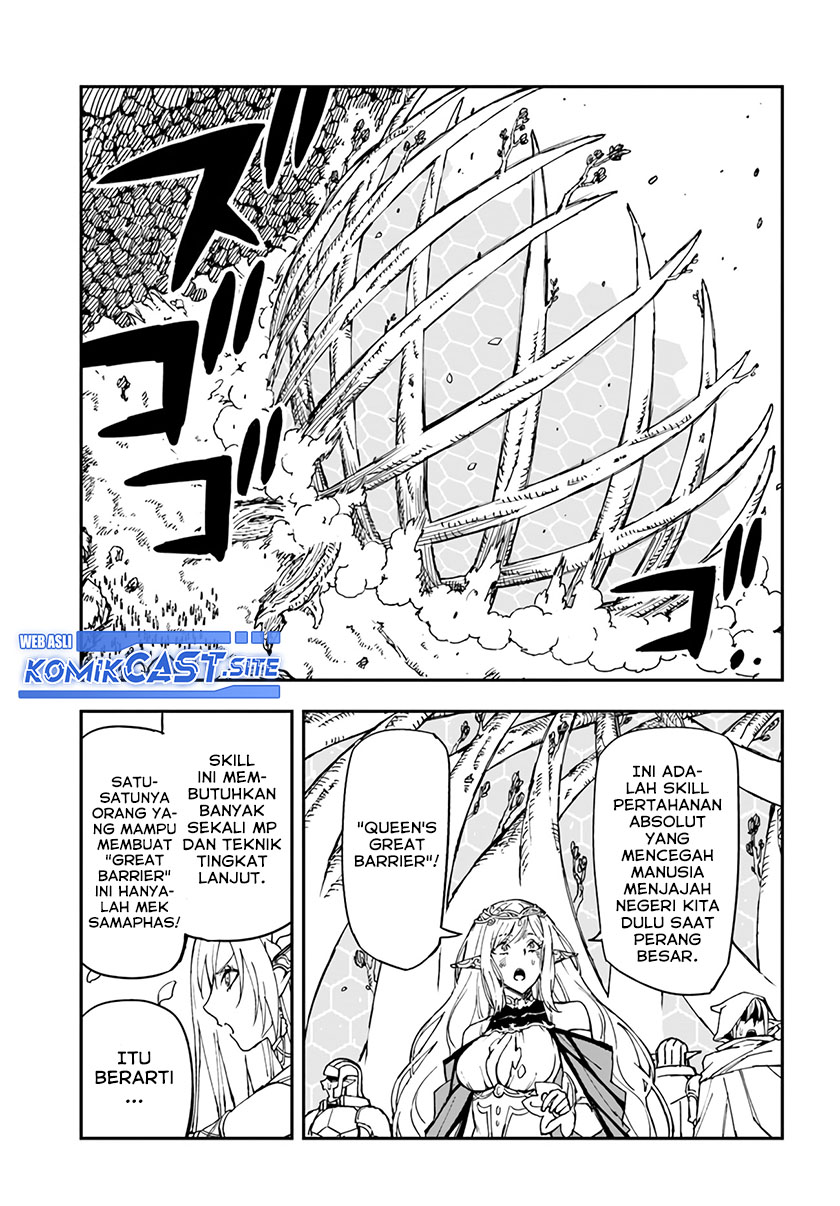 ズ
ゴ
ゴ
ゴ
WEB ASLI
KOMIKCAST.SITE
INI ADA-
LAH SKILL
PERTAHANAN
ABSOLUT
YANG
MENCEGAH
MANUSIA
MENJAJAH
NEGERI KITA
DULU SAAT
PERANG
BESAR.
"QUEEN'S
GREAT
BARRIER"!
SKILL
INI MEM-
BUTUHKAN
BANYAK
SEKALI MP
DAN TEKNIK
TINGKAT
LANJUT.
SATU-
SATUNYA
ORANG YA-
NG MAMPU
MEMBUAT
"GREAT
BARRIER"
INI HANYA-
LAH MEK
SAMAPHAS!
ITU
BERARTI
...